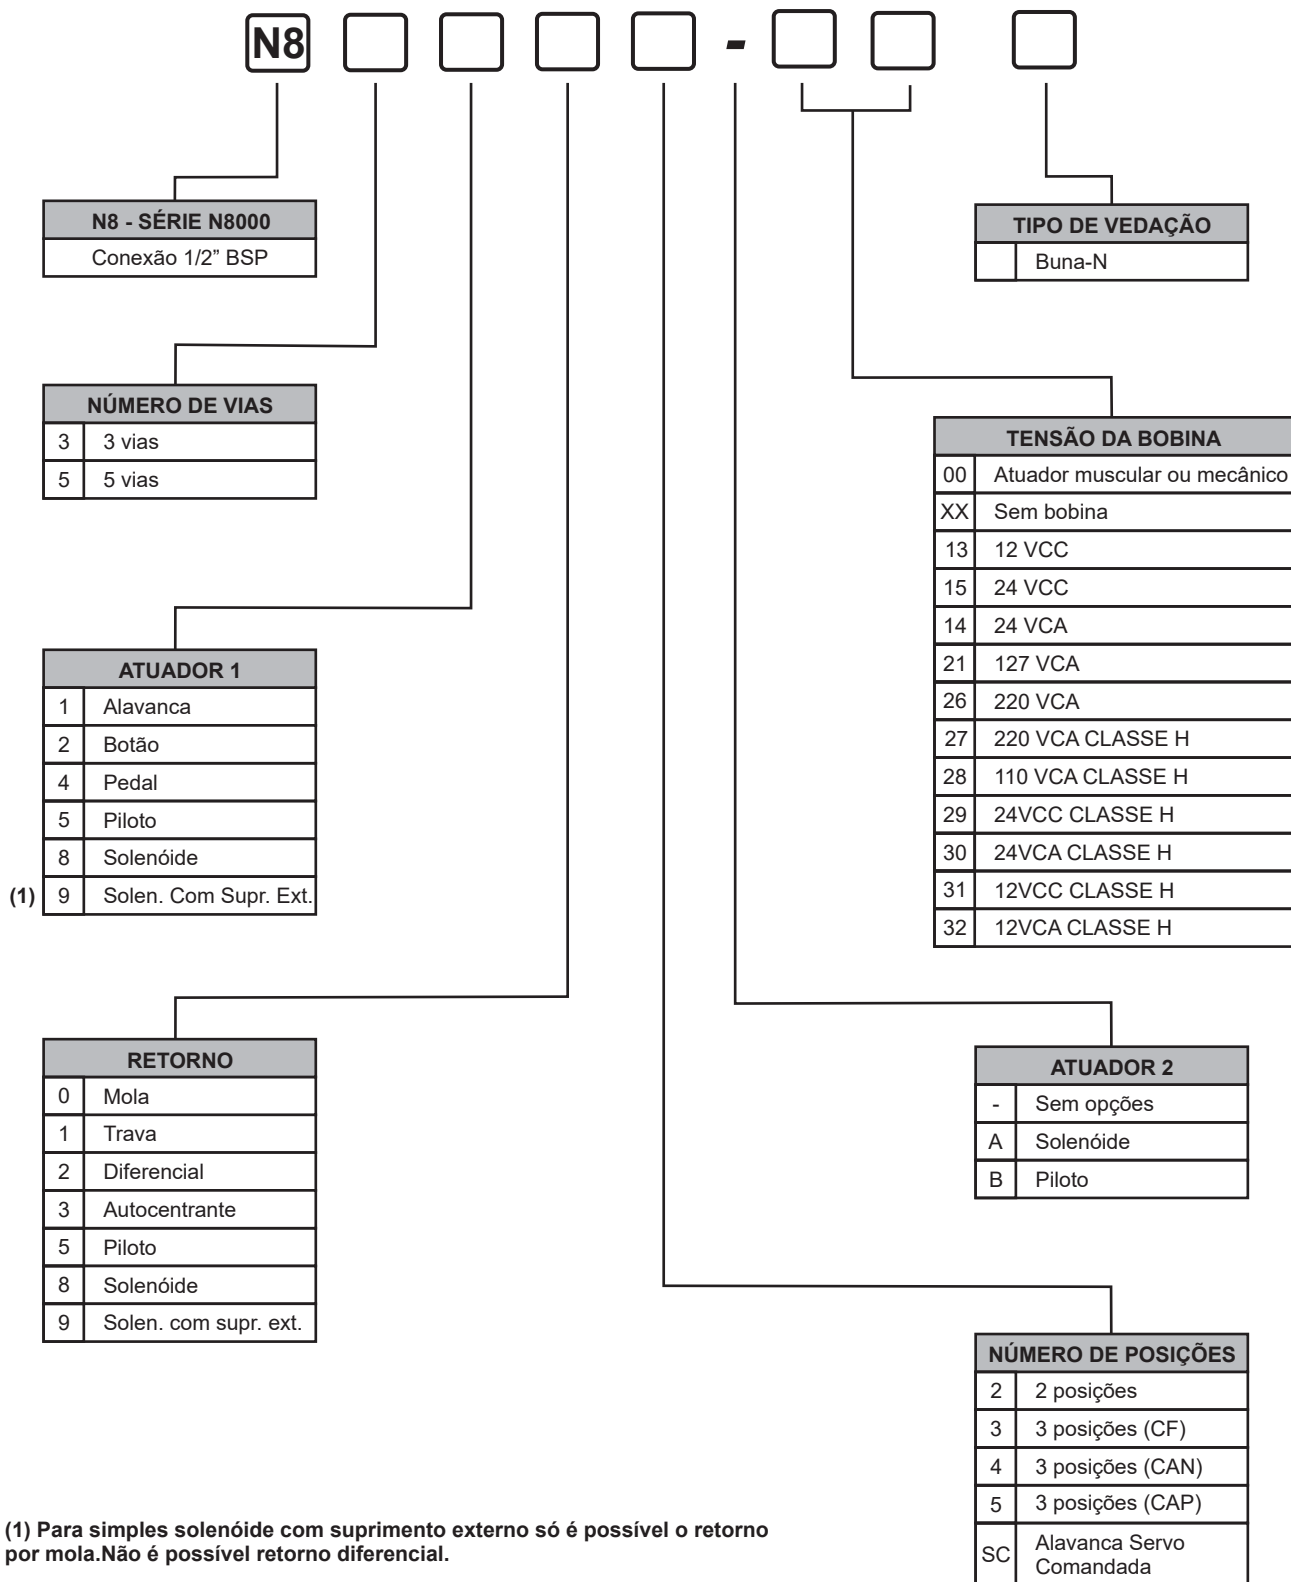 N8 -
N8 - SÉRIE N8000
Conexão 1/2” BSP
NÚMERO DE VIAS
3 3 vias
5 5 vias
ATUADOR 1
1 Alavanca
2 Botão
4 Pedal
5 Piloto
8 Solenóide
(1) 9 Solen. Com Supr. Ext.
RETORNO
0 Mola
1 Trava
2 Diferencial
3 Autocentrante
5 Piloto
8 Solenóide
9 Solen. com supr. ext.
TIPO DE VEDAÇÃO
Buna-N
TENSÃO DA BOBINA
00 Atuador muscular ou mecânico
XX Sem bobina
13 12 VCC
15 24 VCC
14 24 VCA
21 127 VCA
26 220 VCA
27 220 VCA CLASSE H
28 110 VCA CLASSE H
29 24VCC CLASSE H
30 24VCA CLASSE H
31 12VCC CLASSE H
32 12VCA CLASSE H
ATUADOR 2
- Sem opções
A Solenóide
B Piloto
NÚMERO DE POSIÇÕES
2 2 posições
3 3 posições (CF)
4 3 posições (CAN)
5 3 posições (CAP)
SC Alavanca Servo
Comandada
(1) Para simples solenóide com suprimento externo só é possível o retorno
por mola.Não é possível retorno diferencial.